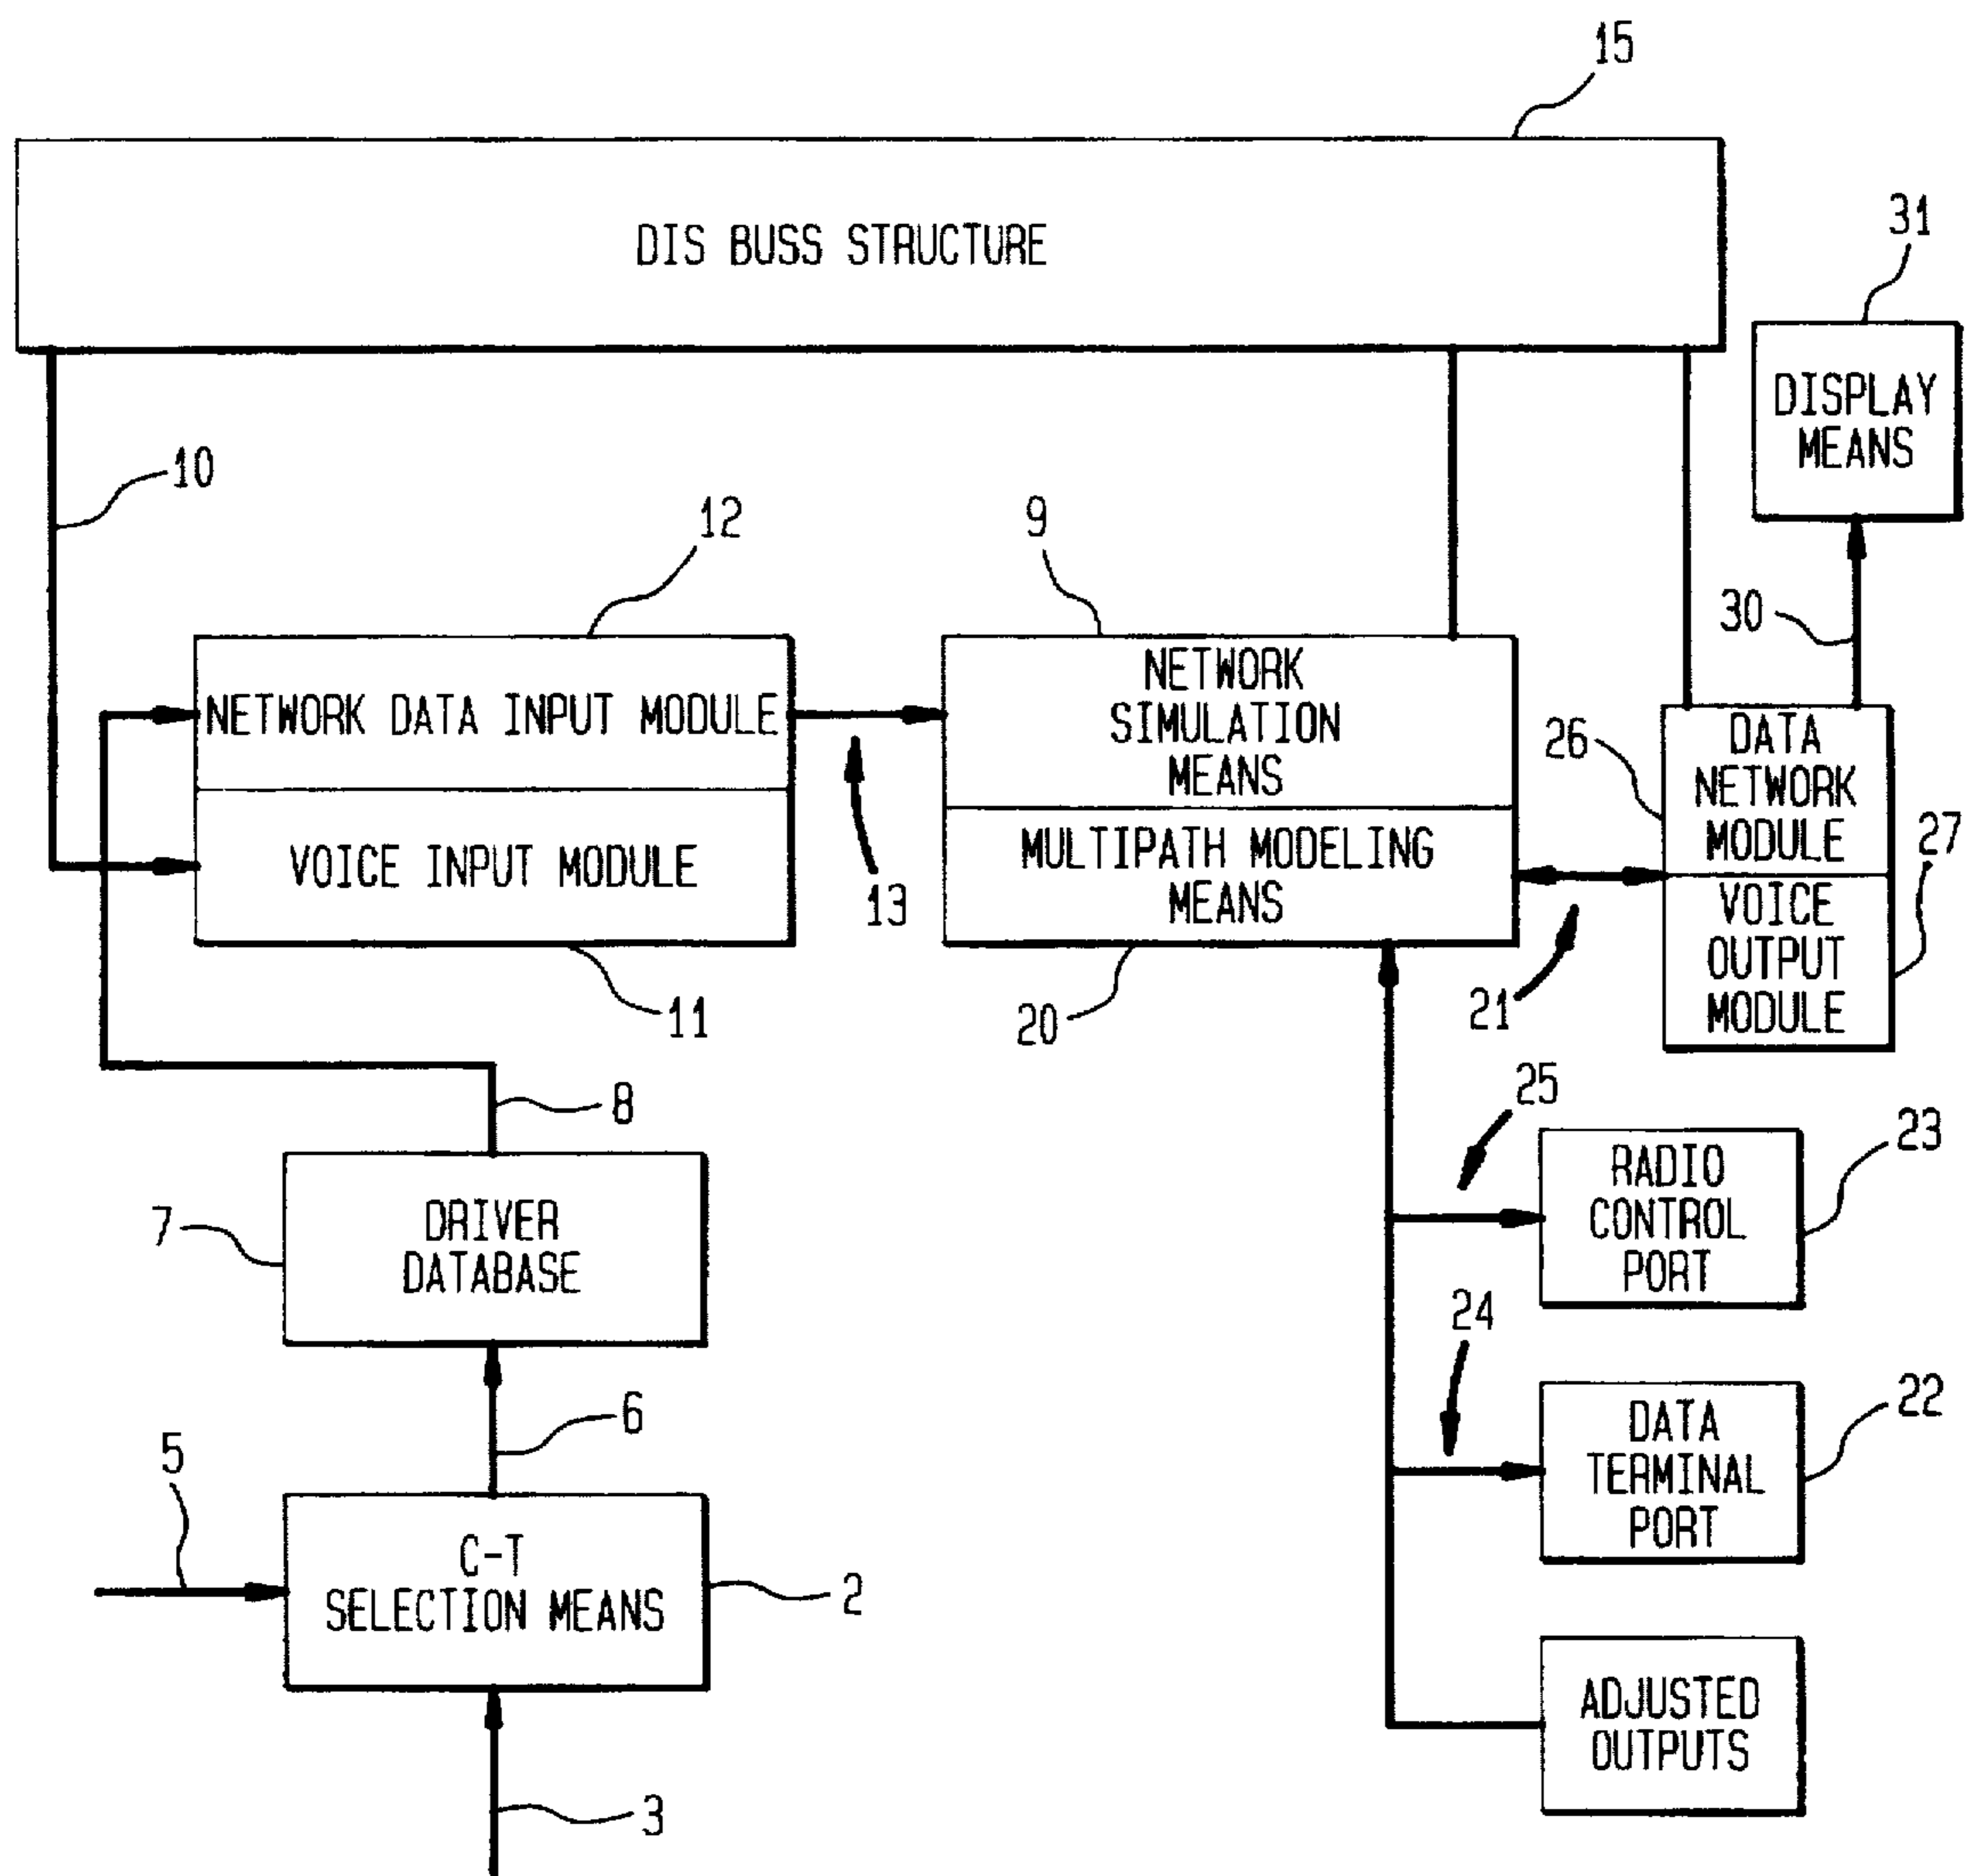 15
DIS BUSS STRUCTURE
31
DISPLAY
MEANS
10
12
9
30
NETWORK DATA INPUT MODULE
VOICE INPUT MODULE
13
11
NETWORK
SIMULATION
MEANS
MULTIPATH MODELING
MEANS
20
21
26
DATA
NETWORK
MODULE
27
VOICE
OUTPUT
MODULE
8
25
23
RADIO
CONTROL
PORT
7
DRIVER
DATABASE
24
22
DATA
TERMINAL
PORT
6
5
C-T
SELECTION MEANS
2
ADJUSTED
OUTPUTS
3